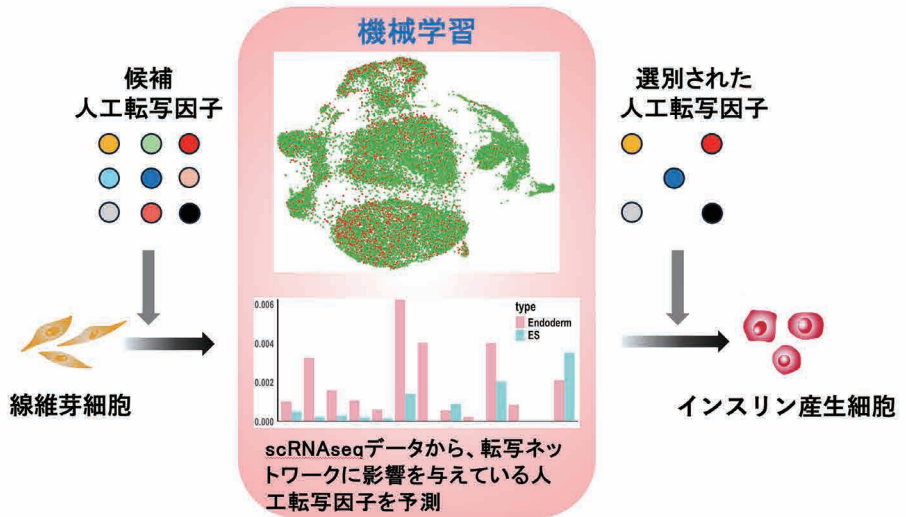 機械学習
候補
人工転写因子
選別された
人工転写因子
0.006
0.004
0.002
0.000
type
Endoderm
ES
線維芽細胞
インスリン産生細胞
scRNAseqデータから、転写ネッ
トワークに影響を与えている人
工転写因子を予測